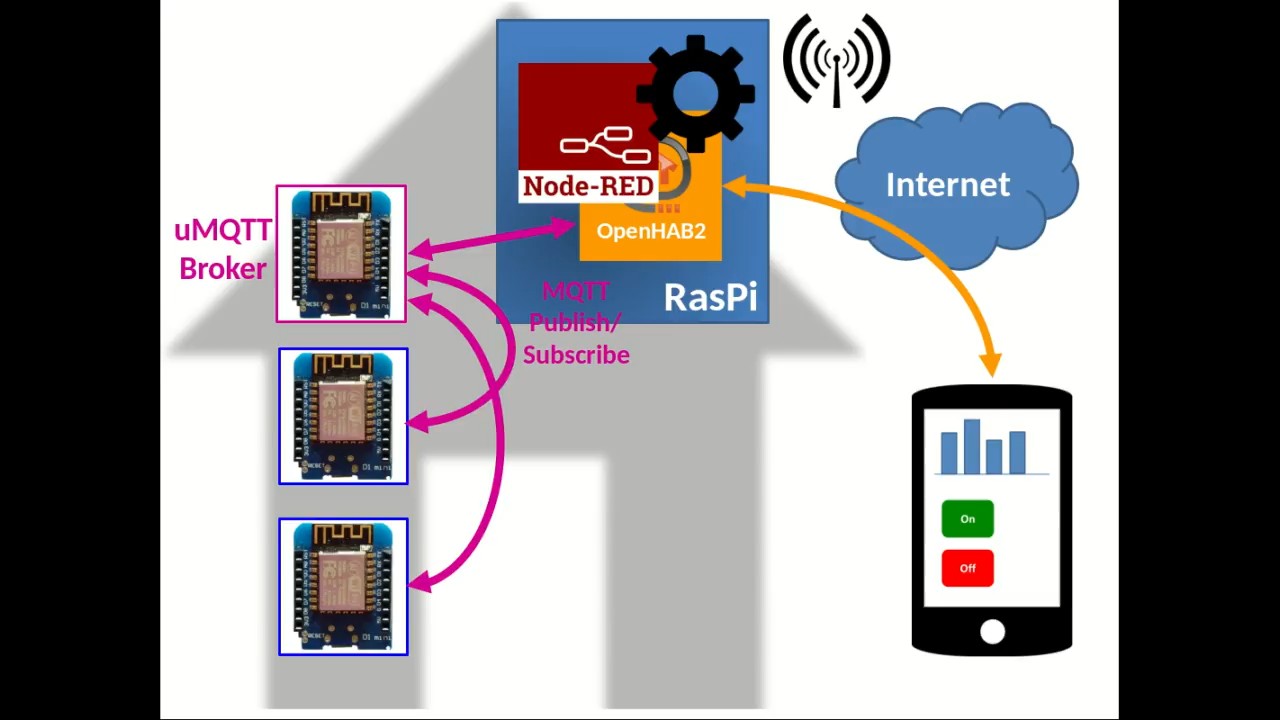 Node-RED
OpenHAB2
RasPi
Internet
uMQTT
Broker
MQTT
Publish/
Subscribe
On
Off